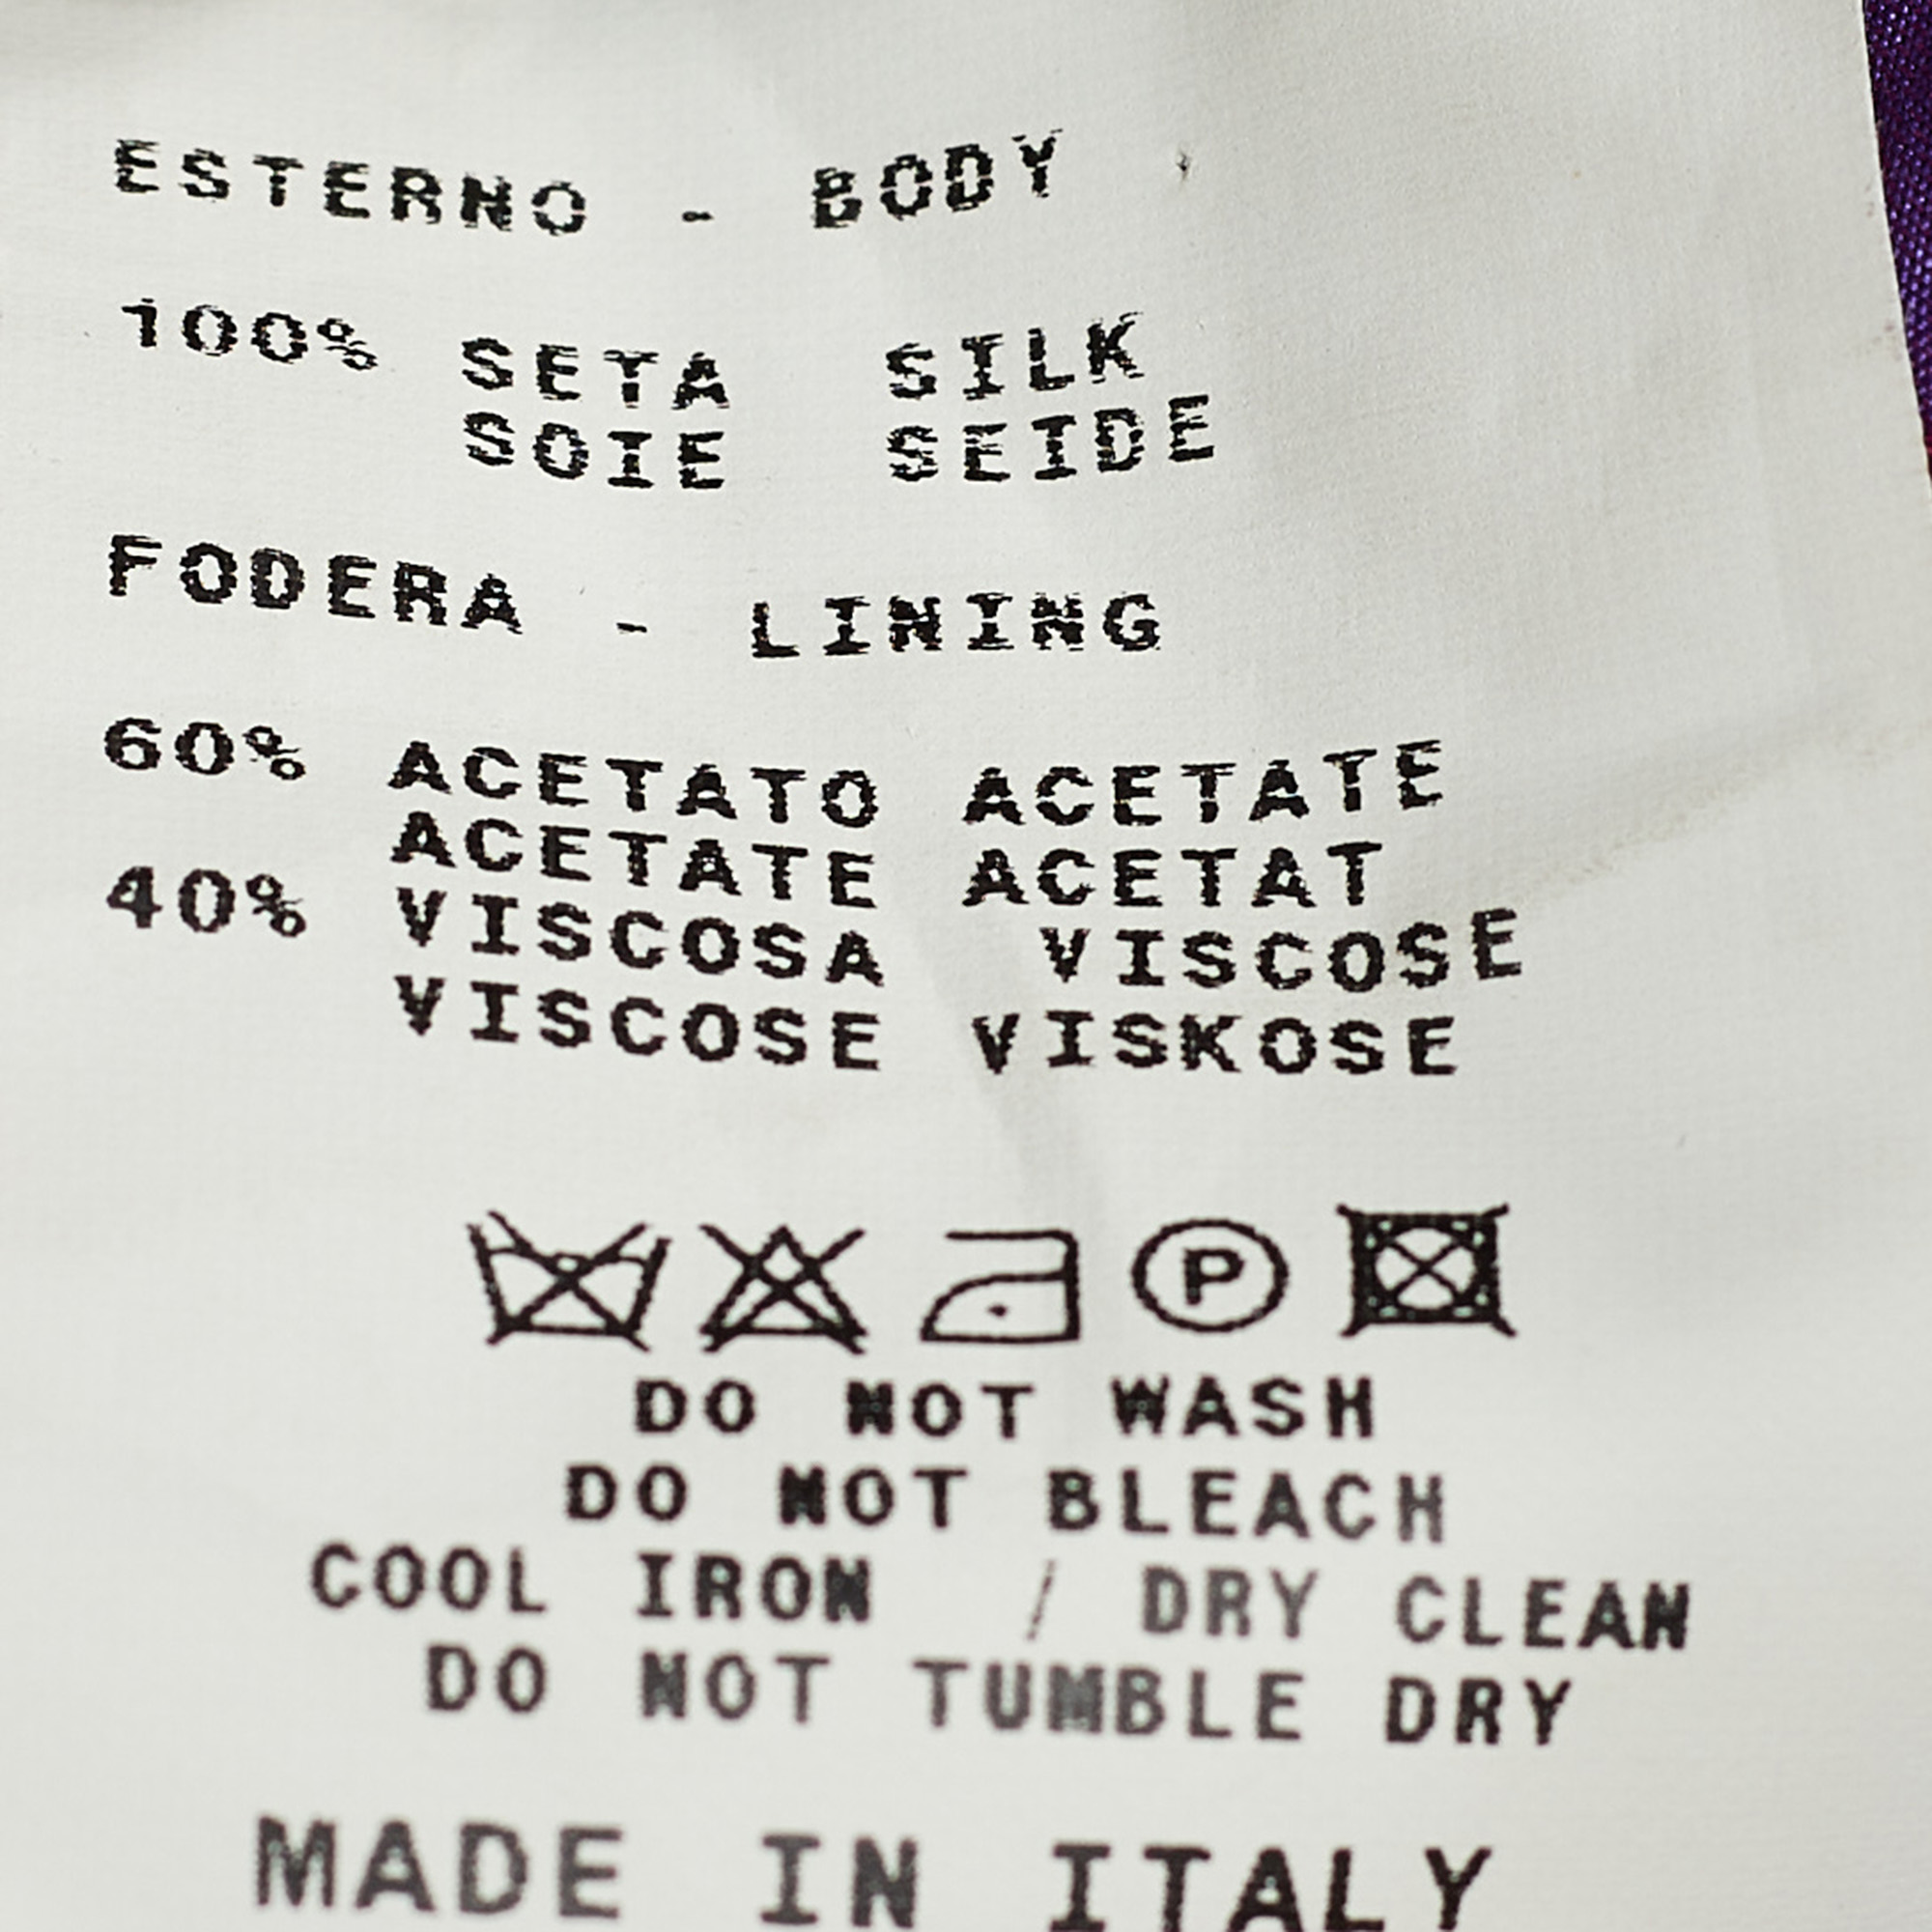 ESTERNO - BODY
100% SETA SILK
SOIE SEIDE
FODERA - LINING
60% ACETATO ACETATE
ACETATE ACETAT
40% VISCOSA VISCOSE
VISCOSE VISKOSE
P
DO NOT WASH
DO NOT BLEACH
COOL IRON / DRY CLEAN
DO NOT TUMBLE DRY
MADE IN ITALY